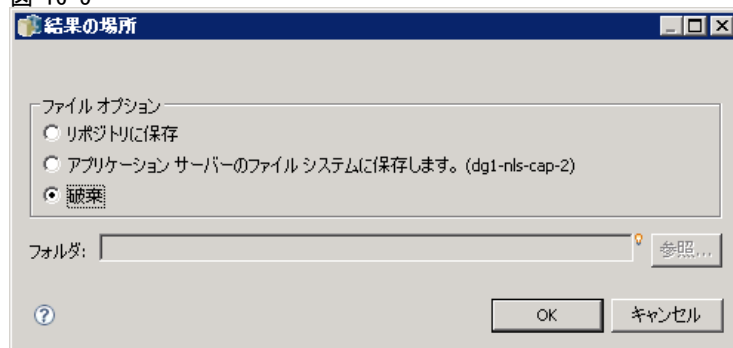 結果の場所
ファイル オプション
リポジトリに保存
アプリケーション サーバーのファイル システムに保存します。(dg1-nls-cap-2)
破棄
フォルダ:
参照...
OK
キャンセル